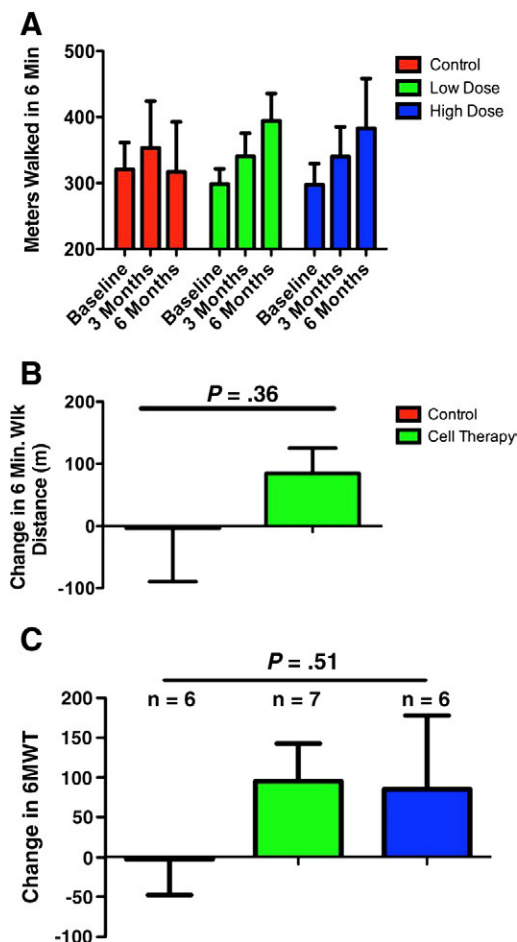 A
Meters Walked in 6 Min
500
400
300
200
Baseline
3 Months
6 Months
Baseline
3 Months
6 Months
Baseline
3 Months
6 Months
Control
Low Dose
High Dose
B
Change in 6 Min. Wlk
Distance (m)
200
100
0
-100
P = .36
Control
Cell Therapy
C
Change in 6MWT
200
150
100
50
0
-50
-100
P = .51
n = 6
n = 7
n = 6